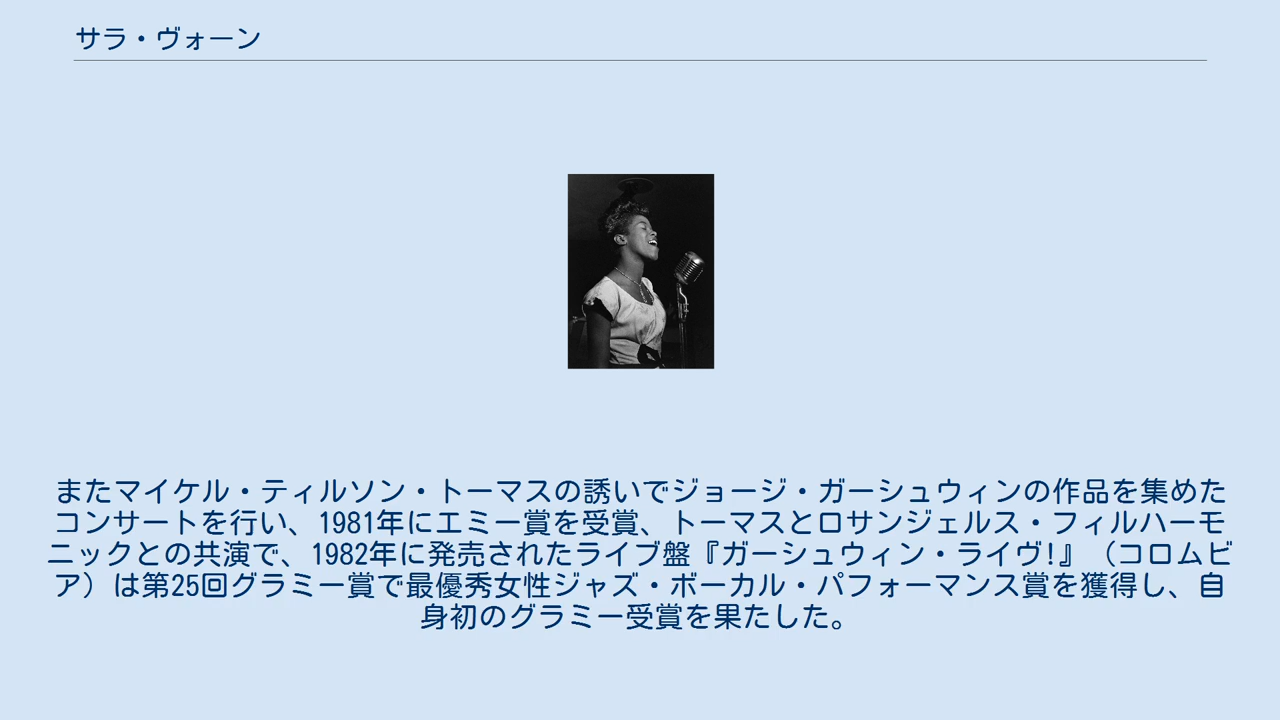 サラ・ヴォーン
またマイケル・ティルソン・トーマスの誘いでジョージ・ガーシュウィンの作品を集めた
コンサートを行い、1981年にエミー賞を受賞、トーマスとロサンジェルス・フィルハーモ
ニックとの共演で、1982年に発売されたライブ盤『ガーシュウィン・ライヴ!』（コロムビ
ア）は第25回グラミー賞で最優秀女性ジャズ・ボーカル・パフォーマンス賞を獲得し、自
身初のグラミー受賞を果たした。